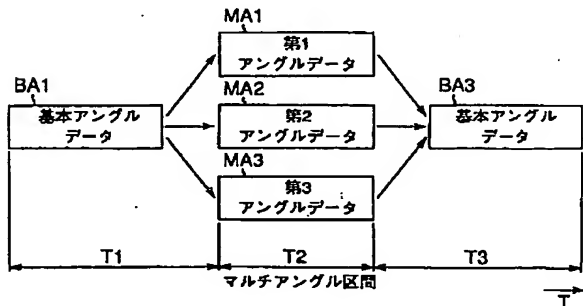 MA1
第1
アングルデータ
BA1
基本アングル
データ
MA2
第2
アングルデータ
BA3
基本アングル
データ
MA3
第3
アングルデータ
T1
T2
T3
マルチアングル区間
T